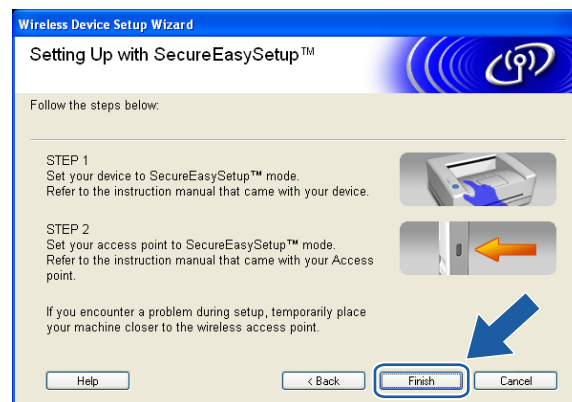 Wireless Device Setup Wizard
Setting Up with SecureEasySetup™
Follow the steps below:
STEP 1
Set your device to SecureEasySetup™ mode.
Refer to the instruction manual that came with your device.
STEP 2
Set your access point to SecureEasySetup™ mode.
Refer to the instruction manual that came with your Access
point.
If you encounter a problem during setup, temporarily place
your machine closer to the wireless access point.
Help
< Back
Finish
Cancel